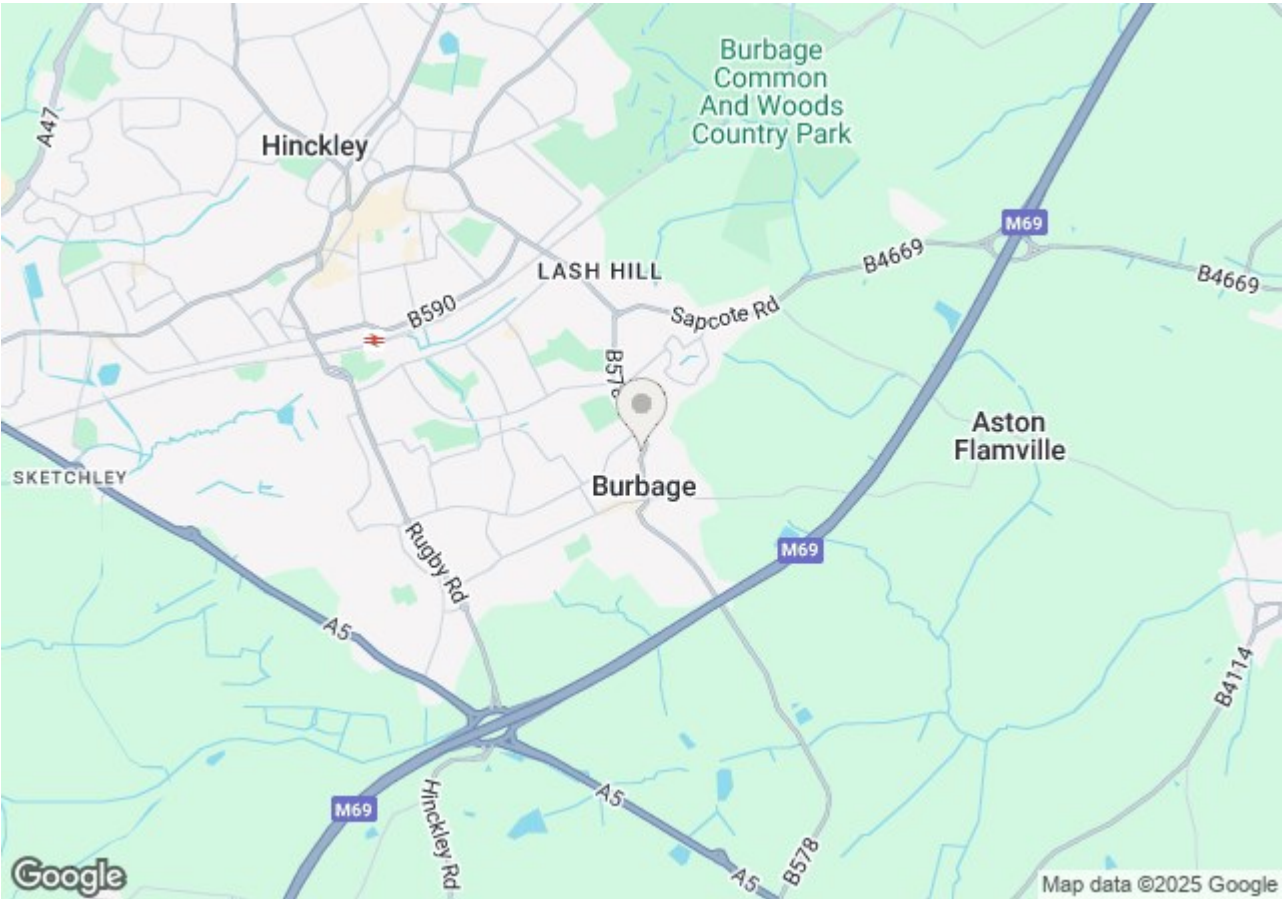 Burbage
Common
And Woods
Country Park
A47
Hinckley
M69
B4669
B4669
LASH HILL
B590
Sapcote Rd
B578
Aston
Flamville
SKETCHLEY
Burbage
Rugby Rd
M69
A5
B4114
M69
Hinckley Rd
A5
B578
A5
Google
Map data ©2025 Google